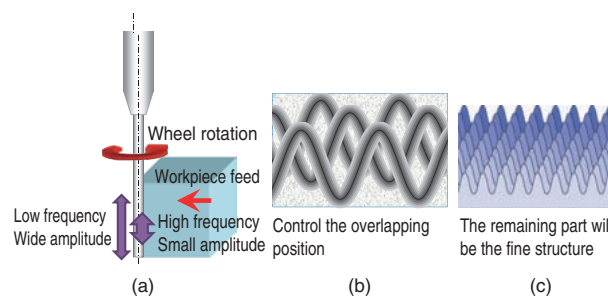 Wheel rotation
Workpiece feed
Low frequency
Wide amplitude
High frequency
Small amplitude
(a)
Control the overlapping
position
(b)
The remaining part will
be the fine structure
(c)